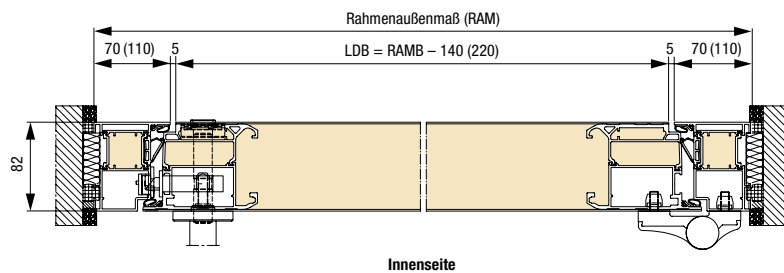 Rahmenaußenmaß (RAM)
70 (110) 5 LDB = RAMB – 140 (220) 5 70 (110)
82
Innenseite